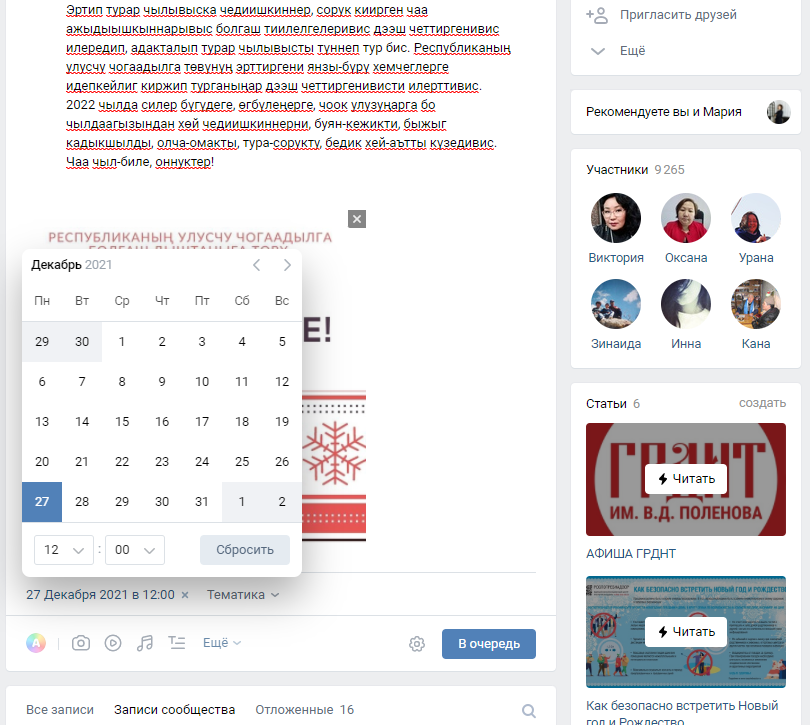 Эртип турар чылывыска чедиишкиннер, сорук киирген чаа
ажыдыышкыннарывыс болгаш тиилелгелеривис дээш четтиргенивис
илередип, адакталып турар чылывысты түннеп тур бис. Республиканың
улусчу чогаадылга төвүнүң эрттиргени янзы-бүрү хемчеглерге
идепкейлиг киржип турганыңар дээш четтиргенивисти илерттивис.
2022 чылда силер бүгүдеге, өгбүлеңерге, чоок улузуңарга бо
чылдаагызындан хөй чедиишкиннерни, буян-кежикти, быжыг
кадыкшылды, олча-омакты, тура-сорукту, бедик хей-аътты күзедивис.
Чаа чыл-биле, өннүктер!
РЕСПУБЛИКАНЫҢ УЛУСЧУ ЧОГААДЫЛГА
Е!
Декабрь 2021
Пн Вт Ср Чт Пт Сб Вс
29 30 1 2 3 4 5
6 7 8 9 10 11 12
13 14 15 16 17 18 19
20 21 22 23 24 25 26
27 28 29 30 31 1 2
12 : 00 Сбросить
27 Декабря 2021 в 12:00 Тематика
Ещё В очередь
Все записи Записи сообщества Отложенные 16
Пригласить друзей
Ещё
Рекомендуете вы и Мария
Участники 9 265
Виктория Оксана Урана
Зинаида Инна Кана
Статьи 6 создать
ГРДНТ
Читать
ИМ. В.Д. ПОЛЕНОВА
АФИША ГРДНТ
КАК БЕЗОПАСНО ВСТРЕТИТЬ НОВЫЙ ГОД И РОЖДЕСТВ
Читать
Как безопасно встретить Новый
год и Рождество